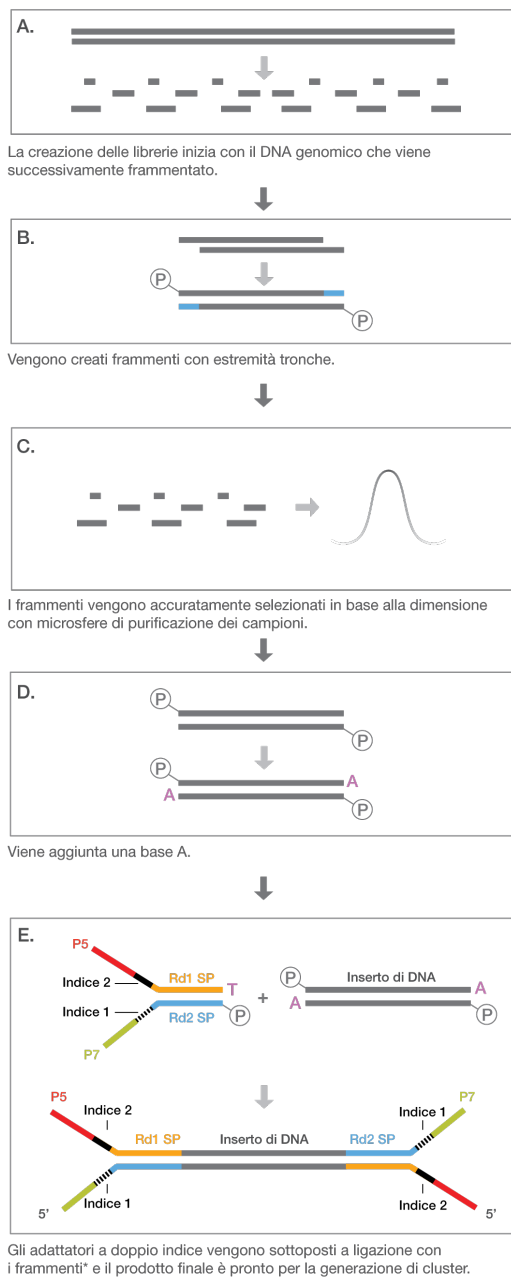 A.
La creazione delle librerie inizia con il DNA genomico che viene
successivamente frammentato.
B.
P
P
Vengono creati frammenti con estremità tronche.
C.
I frammenti vengono accuratamente selezionati in base alla dimensione
con microsfere di purificazione dei campioni.
D.
P
P
P
A
A
P
Viene aggiunta una base A.
E.
P5
Rd1 SP
Indice 2
T
Indice 1
Rd2 SP
P
P7
+
P
Inserto di DNA
A
A
P
P5
P7
Indice 2
Indice 1
Rd1 SP
Inserto di DNA
Rd2 SP
Indice 1
Indice 2
5’
5’
Gli adattatori a doppio indice vengono sottoposti a ligazione con
i frammenti* e il prodotto finale è pronto per la generazione di cluster.